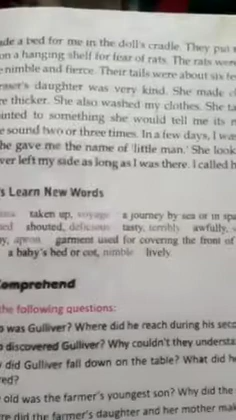 de a bed for me in the doll's cradle. They put
on a hanging shelf for fear of rats. The rats were
nimble and fierce. Their tails were about six fe
daughter was very kind. She made c
re thicker. She also washed my clothes. She ta
inted to something she would tell me its n
e sound two or three times. In a few days, I was
he gave me the name of 'little man.' She look
ver left my side as long as I was there. I called h
s Learn New Words
taken up, voyage a journey by sea or in spa
shouted, delicious tasty, terribly awfully,
apron garment used for covering the front of
a baby's bed or cot, nimble lively
omprehend
the following questions:
was Gulliver? Where did he reach during his seco
discovered Gulliver? Why couldn't they understa
did Gulliver fall down on the table? What did he
red?
old was the farmer's youngest son? Why did the
re did the farmer's daughter and her mother mak